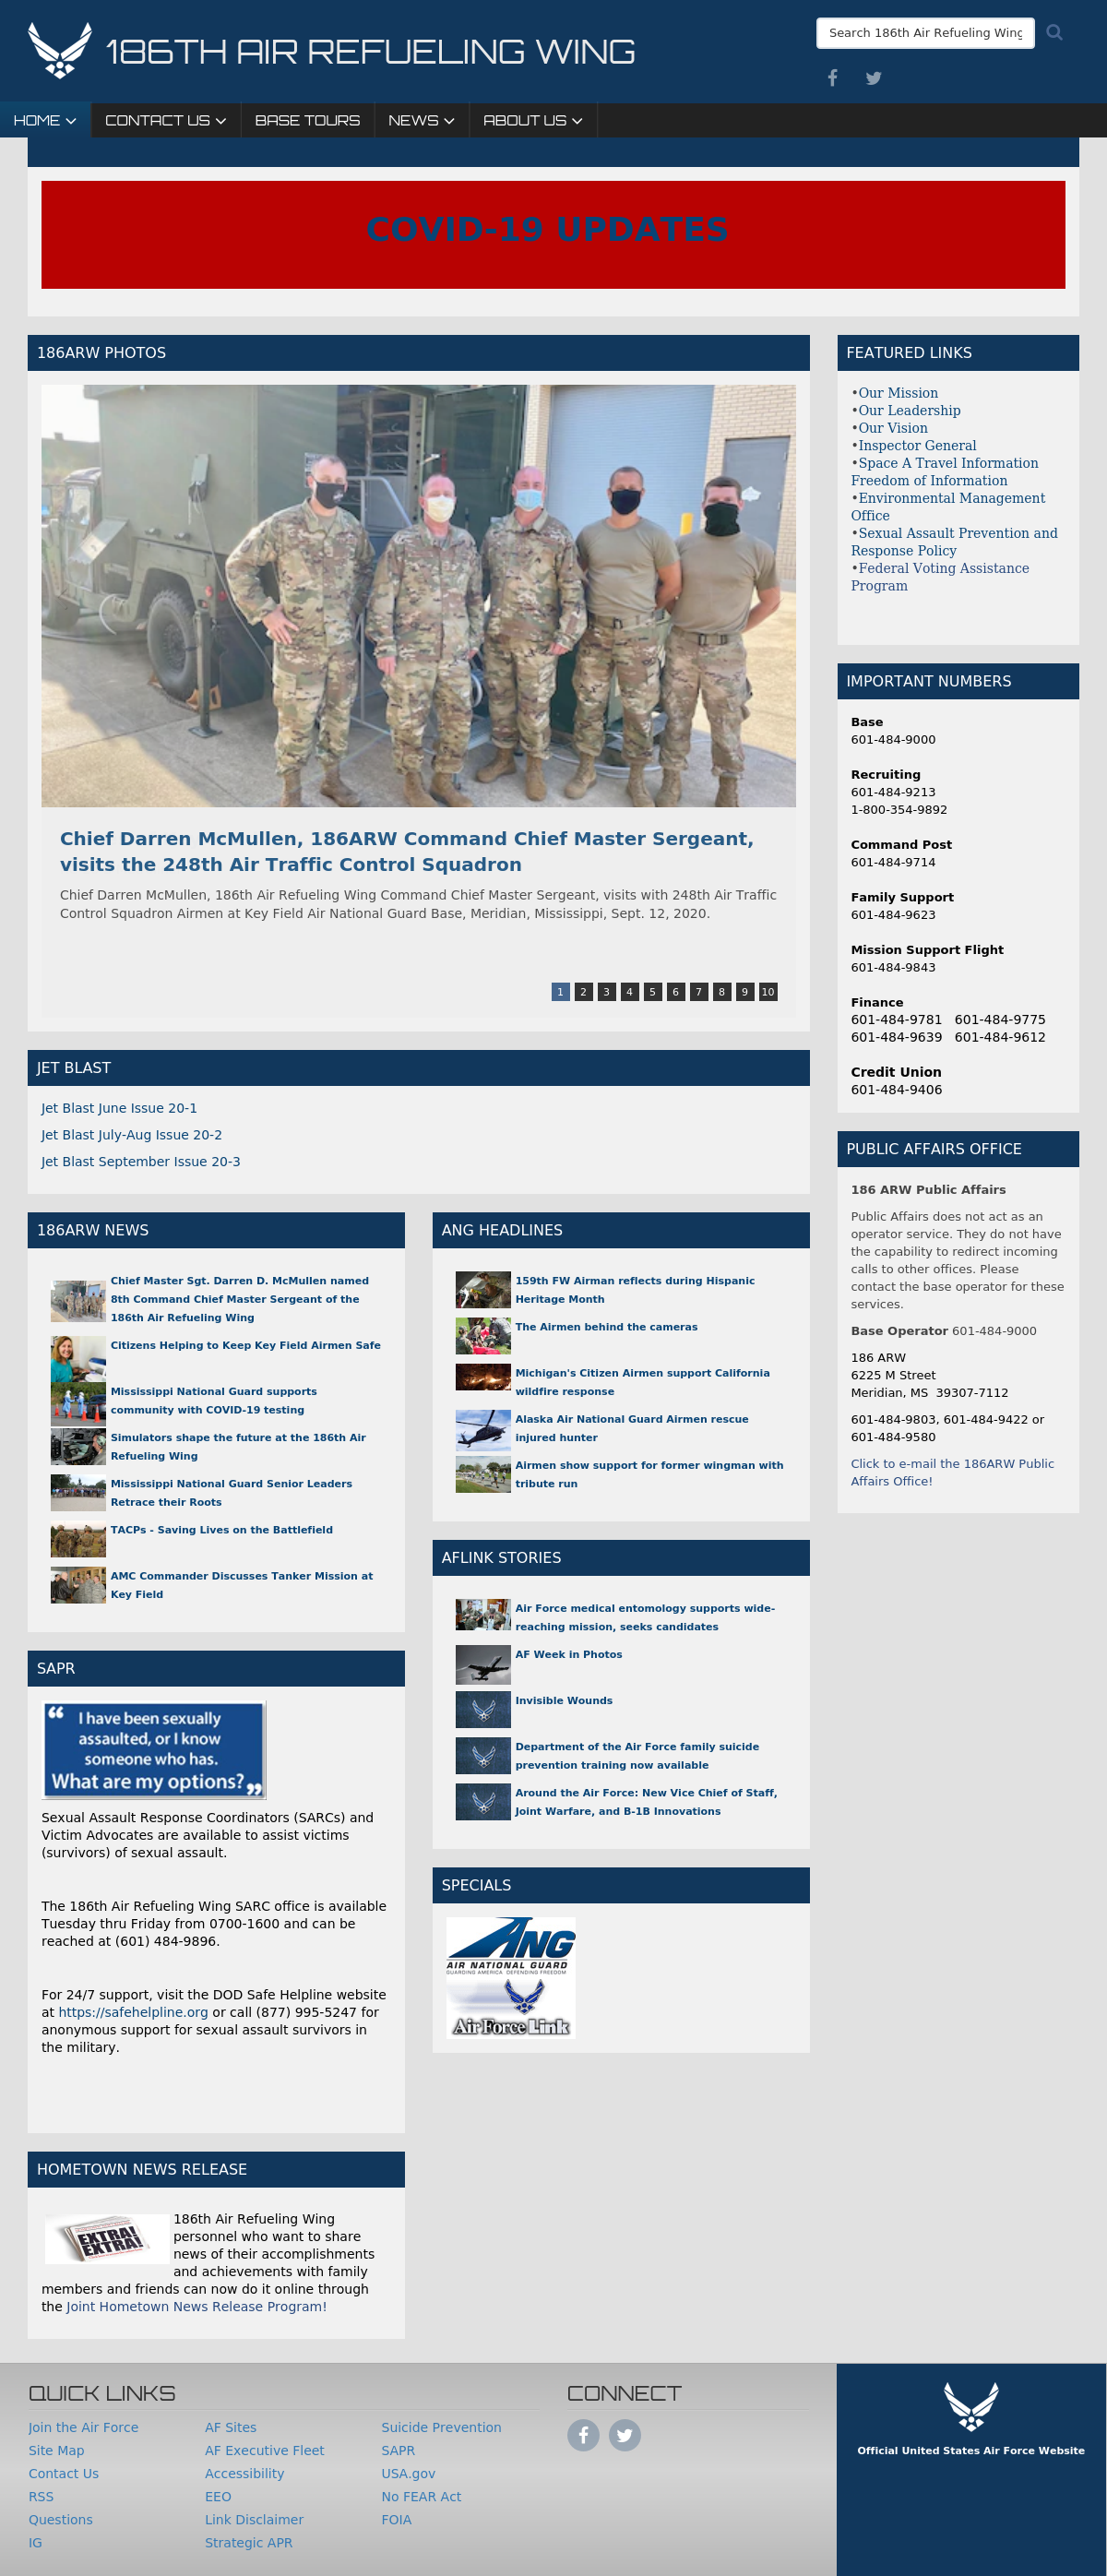 186TH AIR REFUELING WING
Search 186th Air Refueling Wing
HOME
CONTACT US
BASE TOURS
NEWS
ABOUT US
COVID-19 UPDATES
186ARW PHOTOS
Chief Darren McMullen, 186ARW Command Chief Master Sergeant,
visits the 248th Air Traffic Control Squadron
Chief Darren McMullen, 186th Air Refueling Wing Command Chief Master Sergeant, visits with 248th Air Traffic
Control Squadron Airmen at Key Field Air National Guard Base, Meridian, Mississippi, Sept. 12, 2020.
1 2 3 4 5 6 7 8 9 10
JET BLAST
Jet Blast June Issue 20-1
Jet Blast July-Aug Issue 20-2
Jet Blast September Issue 20-3
186ARW NEWS
Chief Master Sgt. Darren D. McMullen named
8th Command Chief Master Sergeant of the
186th Air Refueling Wing
Citizens Helping to Keep Key Field Airmen Safe
Mississippi National Guard supports
community with COVID-19 testing
Simulators shape the future at the 186th Air
Refueling Wing
Mississippi National Guard Senior Leaders
Retrace their Roots
TACPs - Saving Lives on the Battlefield
AMC Commander Discusses Tanker Mission at
Key Field
SAPR
“ I have been sexually
assaulted, or I know
someone who has.
What are my options? ”
Sexual Assault Response Coordinators (SARCs) and
Victim Advocates are available to assist victims
(survivors) of sexual assault.
The 186th Air Refueling Wing SARC office is available
Tuesday thru Friday from 0700-1600 and can be
reached at (601) 484-9896.
For 24/7 support, visit the DOD Safe Helpline website
at https://safehelpline.org or call (877) 995-5247 for
anonymous support for sexual assault survivors in
the military.
HOMETOWN NEWS RELEASE
EXTRA!
EXTRA!
186th Air Refueling Wing
personnel who want to share
news of their accomplishments
and achievements with family
members and friends can now do it online through
the Joint Hometown News Release Program!
ANG HEADLINES
159th FW Airman reflects during Hispanic
Heritage Month
The Airmen behind the cameras
Michigan's Citizen Airmen support California
wildfire response
Alaska Air National Guard Airmen rescue
injured hunter
Airmen show support for former wingman with
tribute run
AFLINK STORIES
Air Force medical entomology supports wide-
reaching mission, seeks candidates
AF Week in Photos
Invisible Wounds
Department of the Air Force family suicide
prevention training now available
Around the Air Force: New Vice Chief of Staff,
Joint Warfare, and B-1B Innovations
SPECIALS
ANG
AIR NATIONAL GUARD
GUARDING AMERICA DEFENDING FREEDOM
Air Force Link
FEATURED LINKS
•Our Mission
•Our Leadership
•Our Vision
•Inspector General
•Space A Travel Information
Freedom of Information
•Environmental Management
Office
•Sexual Assault Prevention and
Response Policy
•Federal Voting Assistance
Program
IMPORTANT NUMBERS
Base
601-484-9000
Recruiting
601-484-9213
1-800-354-9892
Command Post
601-484-9714
Family Support
601-484-9623
Mission Support Flight
601-484-9843
Finance
601-484-9781 601-484-9775
601-484-9639 601-484-9612
Credit Union
601-484-9406
PUBLIC AFFAIRS OFFICE
186 ARW Public Affairs
Public Affairs does not act as an
operator service. They do not have
the capability to redirect incoming
calls to other offices. Please
contact the base operator for these
services.
Base Operator 601-484-9000
186 ARW
6225 M Street
Meridian, MS 39307-7112
601-484-9803, 601-484-9422 or
601-484-9580
Click to e-mail the 186ARW Public
Affairs Office!
QUICK LINKS
Join the Air Force
Site Map
Contact Us
RSS
Questions
IG
AF Sites
AF Executive Fleet
Accessibility
EEO
Link Disclaimer
Strategic APR
Suicide Prevention
SAPR
USA.gov
No FEAR Act
FOIA
CONNECT
Official United States Air Force Website